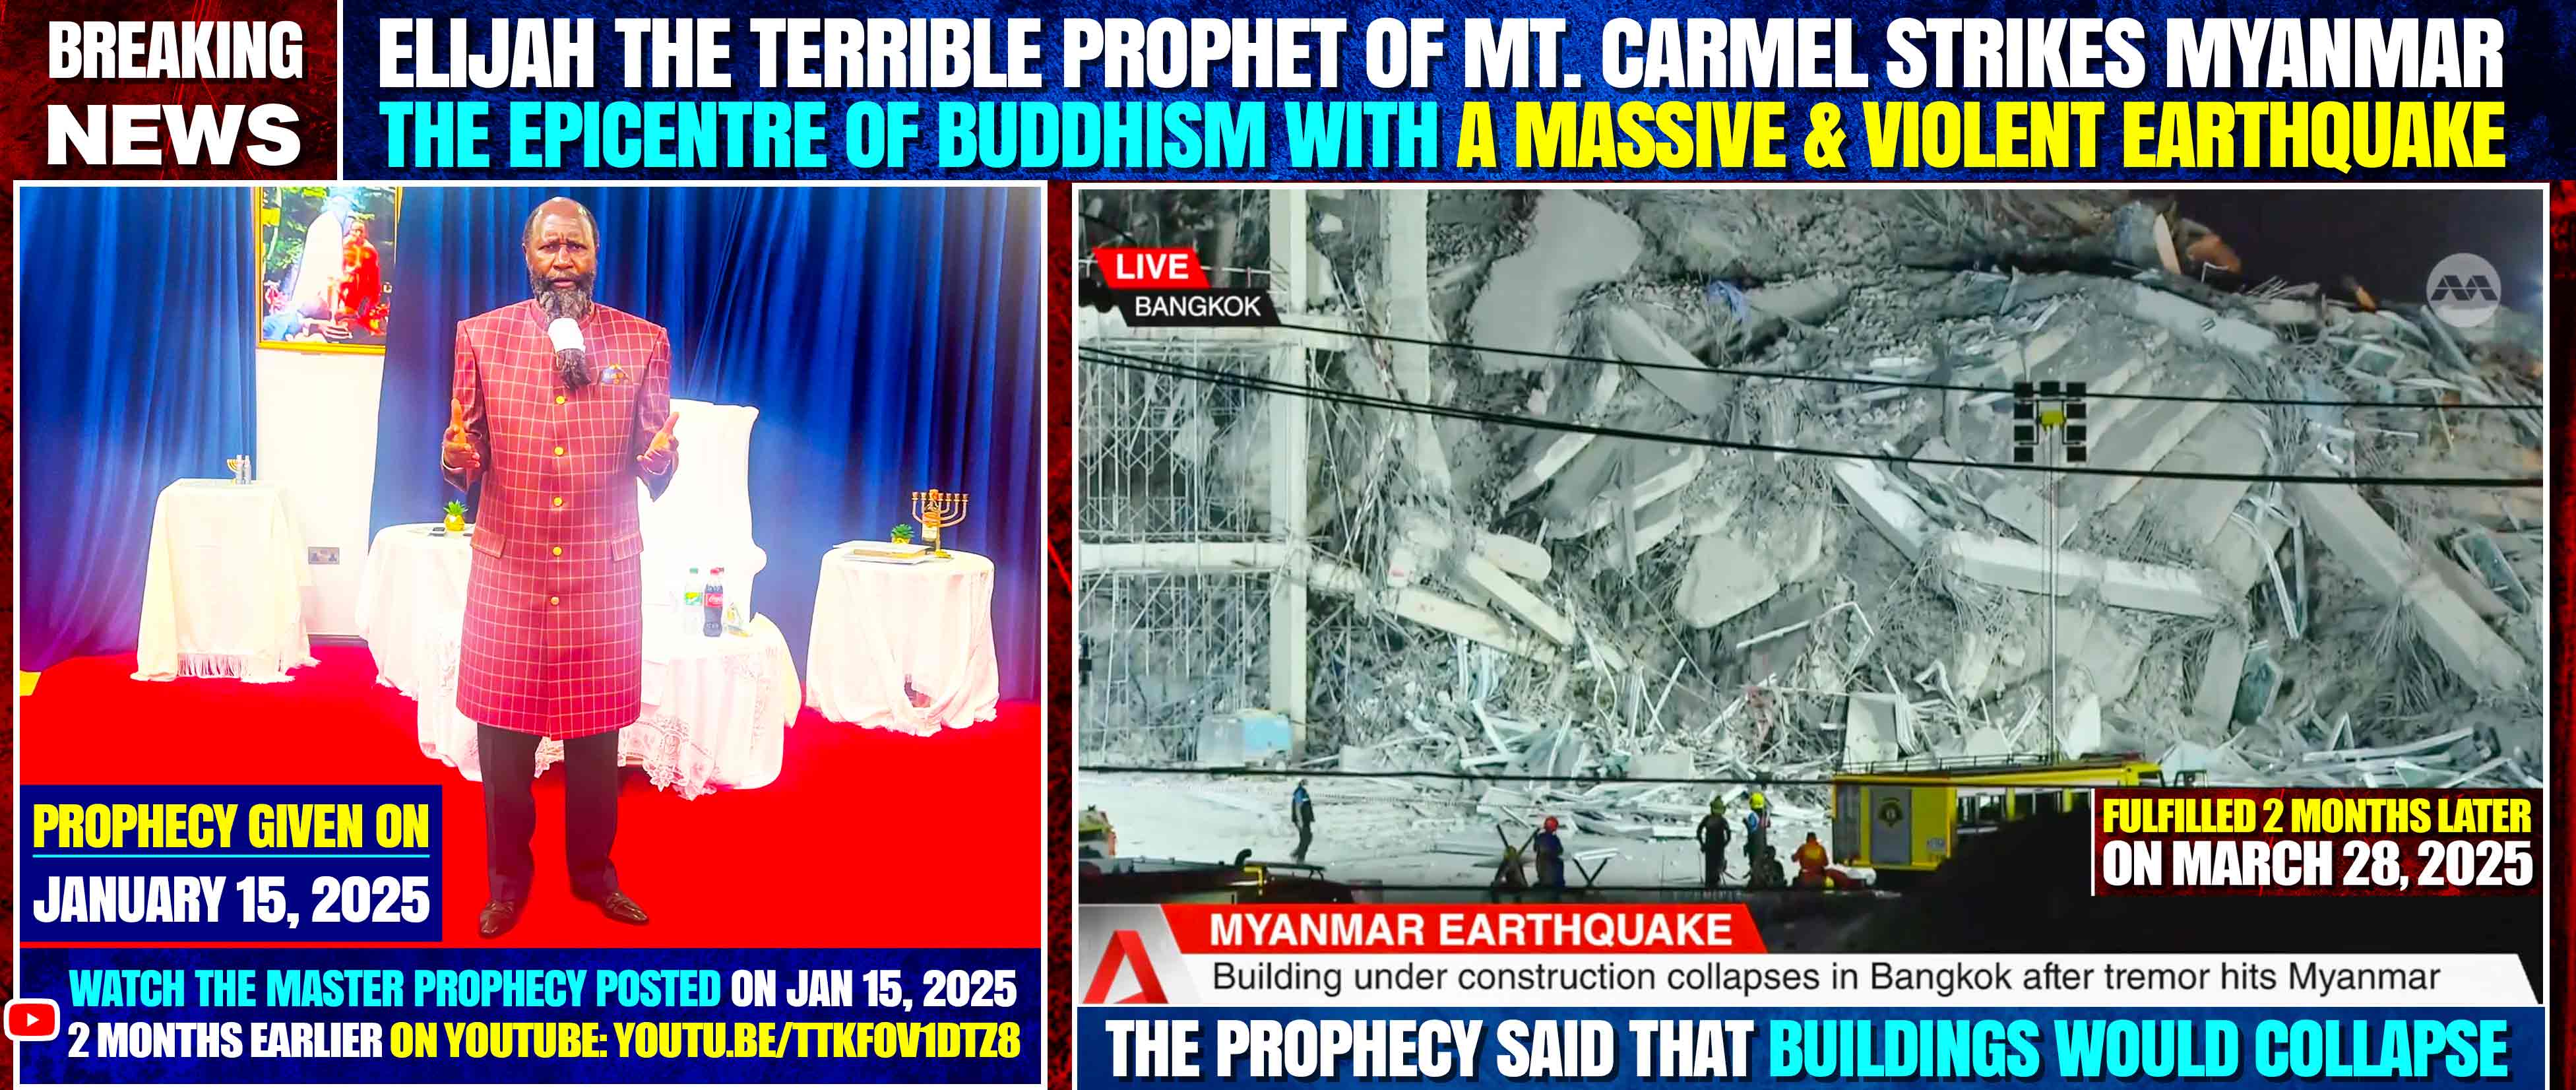 BREAKING
NEWS
ELIJAH THE TERRIBLE PROPHET OF MT. CARMEL STRIKES MYANMAR
THE EPICENTRE OF BUDDHISM WITH A MASSIVE & VIOLENT EARTHQUAKE
PROPHECY GIVEN ON
JANUARY 15, 2025
WATCH THE MASTER PROPHECY POSTED ON JAN 15, 2025
2 MONTHS EARLIER ON YOUTUBE: YOUTU.BE/TTKFOV1DTZ8
LIVE
BANGKOK
FULFILLED 2 MONTHS LATER
ON MARCH 28, 2025
MYANMAR EARTHQUAKE
Building under construction collapses in Bangkok after tremor hits Myanmar
THE PROPHECY SAID THAT BUILDINGS WOULD COLLAPSE